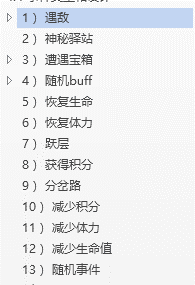 1） 遇敌
2） 神秘驿站
3） 遭遇宝箱
4） 随机buff
5） 恢复生命
6） 恢复体力
7） 跃层
8） 获得积分
9） 分岔路
10） 减少积分
11） 减少体力
12） 减少生命值
13） 随机事件